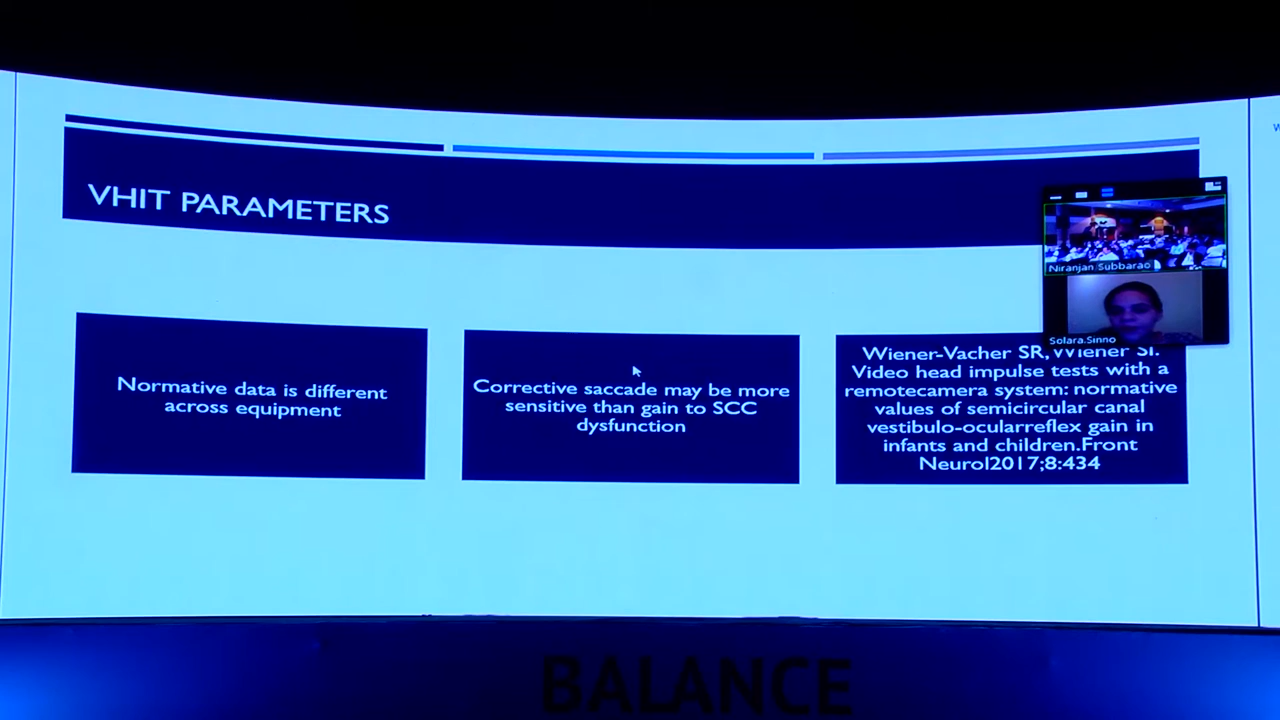 VHIT PARAMETERS
Niranjan Subbarao
Solara.Sinno
Normative data is different
across equipment
Corrective saccade may be more
sensitive than gain to SCC
dysfunction
Wiener-Vacher SR, Wiener SI.
Video head impulse tests with a
remotecamera system: normative
values of semicircular canal
vestibulo-ocularreflex gain in
infants and children.Front
Neurol2017;8:434
BALANCE